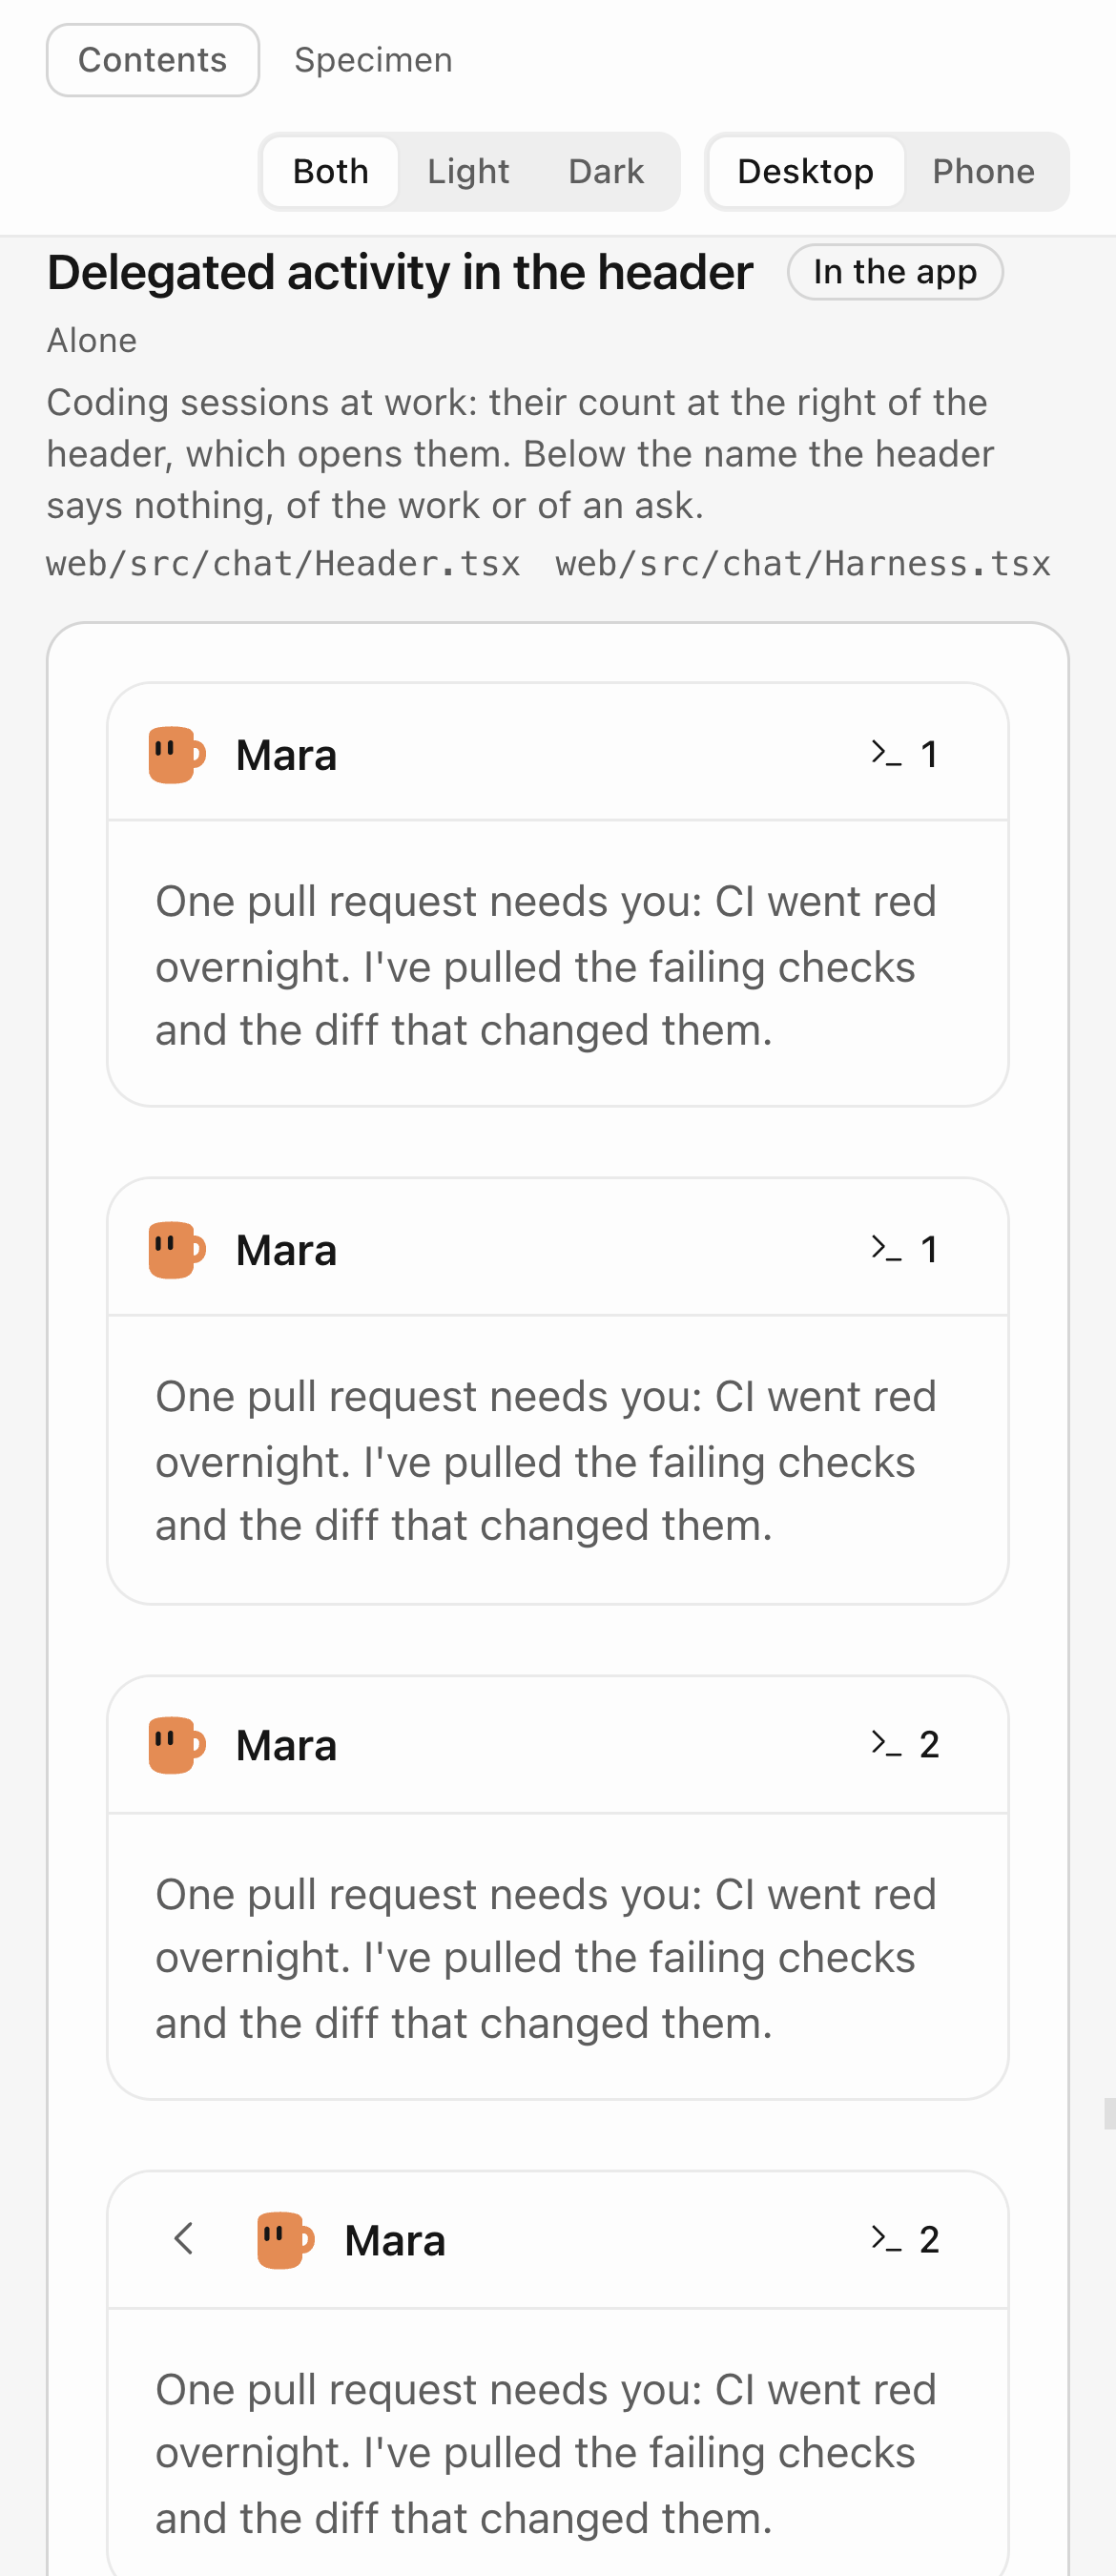 Contents Specimen
Both Light Dark Desktop Phone
Delegated activity in the header In the app
Alone
Coding sessions at work: their count at the right of the
header, which opens them. Below the name the header
says nothing, of the work or of an ask.
web/src/chat/Header.tsx web/src/chat/Harness.tsx
Mara >_ 1
One pull request needs you: CI went red
overnight. I've pulled the failing checks
and the diff that changed them.
Mara >_ 1
One pull request needs you: CI went red
overnight. I've pulled the failing checks
and the diff that changed them.
Mara >_ 2
One pull request needs you: CI went red
overnight. I've pulled the failing checks
and the diff that changed them.
Mara >_ 2
One pull request needs you: CI went red
overnight. I've pulled the failing checks
and the diff that changed them.